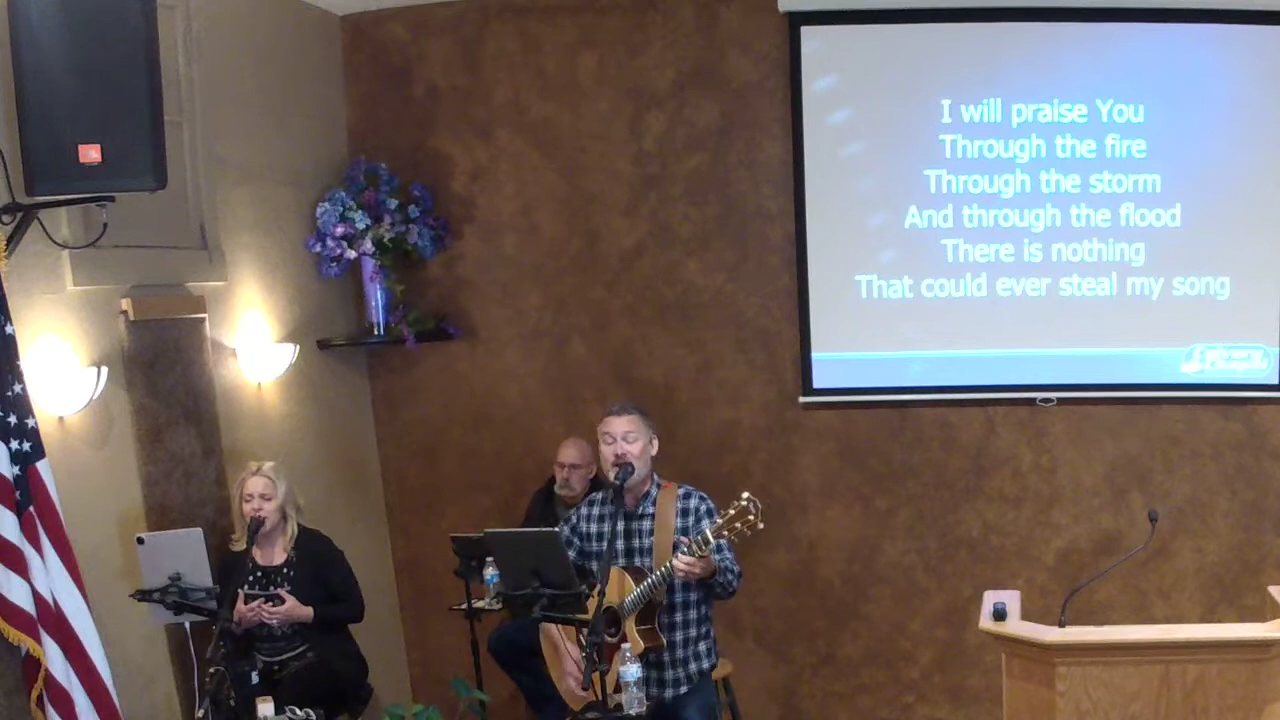 I will praise You
Through the fire
Through the storm
And through the flood
There is nothing
That could ever steal my song